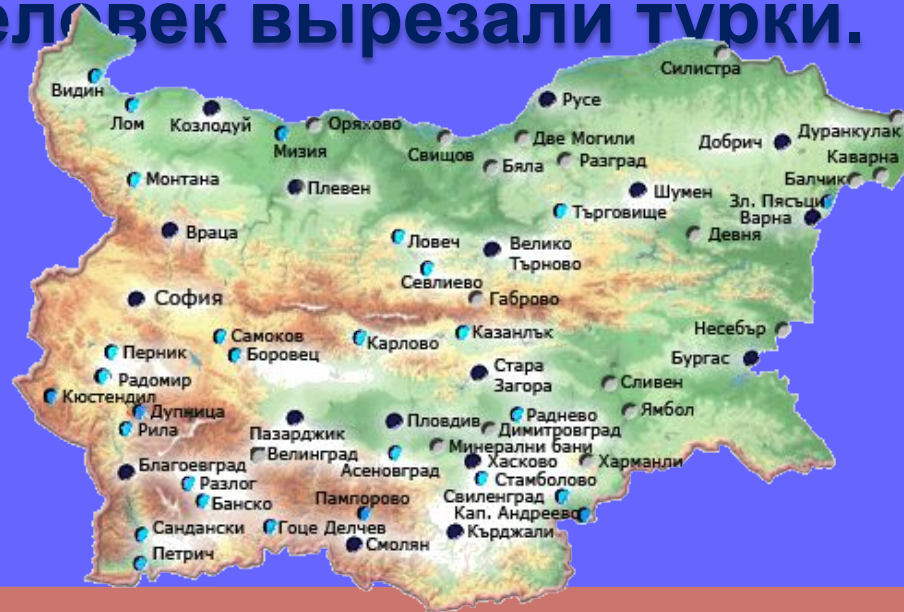 еловек вырезали турки.
Силистра
Видин
Русе
Лом
Козлодуй
Оряхово
Мизия
Свищов
Две Могили
Добрич
Дуранкулак
Бяла
Разград
Каварна
Балчик
Монтана
Плевен
Шумен
Зл. Пясъци
Търговище
Варна
Враца
Ловеч
Велико
Търново
Девня
Севлиево
София
Габрово
Самоков
Карлово
Казанлък
Несебър
Перник
Боровец
Бургас
Радомир
Стара
Загора
Сливен
Кюстендил
Дупница
Раднево
Ямбол
Рила
Пазарджик
Пловдив
Димитровград
Минерални бани
Велинград
Благоевград
Асеновград
Хасково
Харманли
Разлог
Стамболово
Банско
Пампорово
Свиленград
Кап. Андреево
Сандански
Гоце Делчев
Кърджали
Смолян
Петрич